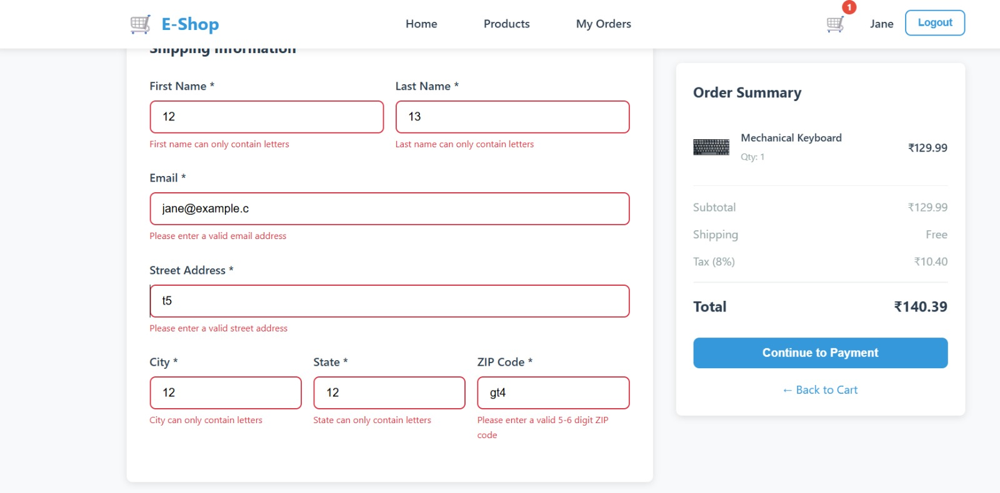 E-Shop
Home
Products
My Orders
1
Jane
Logout
Shipping Information
First Name *
Last Name *
12
13
First name can only contain letters
Last name can only contain letters
Email *
jane@example.c
Please enter a valid email address
Street Address *
t5
Please enter a valid street address
City *
State *
ZIP Code *
12
12
gt4
City can only contain letters
State can only contain letters
Please enter a valid 5-6 digit ZIP
code
Order Summary
Mechanical Keyboard
Qty: 1
₹129.99
Subtotal
₹129.99
Shipping
Free
Tax (8%)
₹10.40
Total
₹140.39
Continue to Payment
← Back to Cart